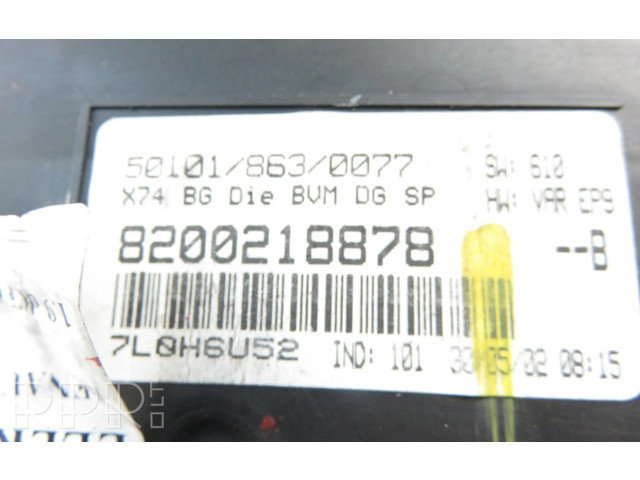 50101/863/0077 SW: 610
X74 BG Die BVM DG SP HW: VAR EPS
8200218878 --B
7L0H6U52 IND: 101 30/05/02 08:15